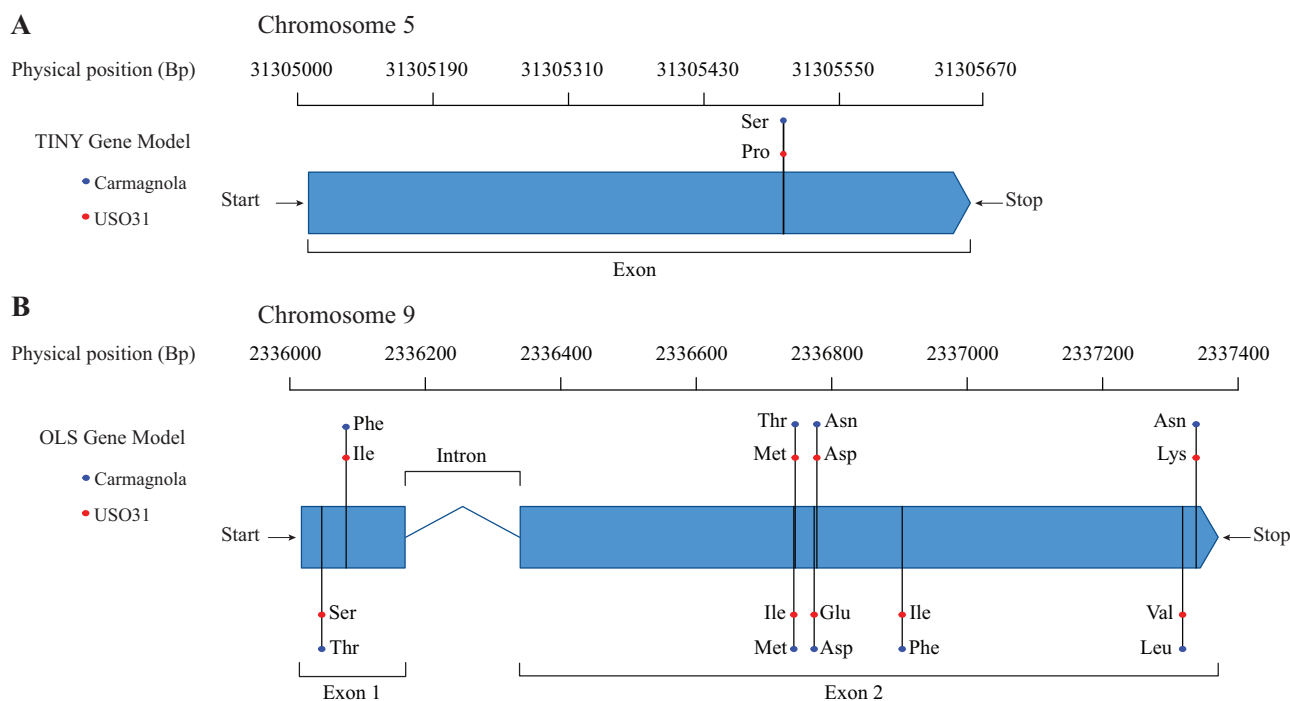 A
Chromosome 5
Physical position (Bp) 31305000 31305190 31305310 31305430 31305550 31305670
TINY Gene Model
Carmagnola
USO31
Ser
Pro
Start
Stop
Exon
B
Chromosome 9
Physical position (Bp) 2336000 2336200 2336400 2336600 2336800 2337000 2337200 2337400
OLS Gene Model
Carmagnola
USO31
Phe Thr Asn Asn
Ile Met Asp Lys
Intron
Start
Stop
Ser Ile Glu Ile Val
Thr Met Asp Phe Leu
Exon 1 Exon 2